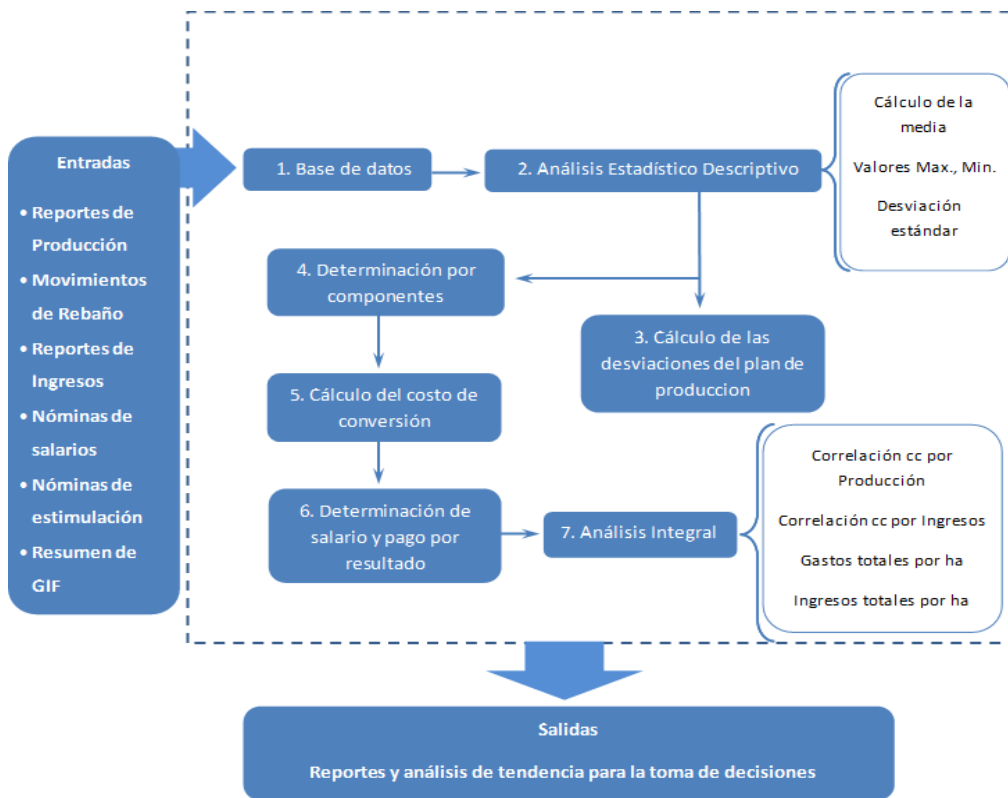 Entradas
• Reportes de
Producción
• Movimientos
de Rebaño
• Reportes de
Ingresos
• Nóminas de
salarios
• Nóminas de
estimulación
• Resumen de
GIF
1. Base de datos
2. Análisis Estadístico Descriptivo
Cálculo de la
media
Valores Max., Min.
Desviación
estándar
4. Determinación por
componentes
3. Cálculo de las
desviaciones del plan de
produccion
5. Cálculo del costo de
conversión
6. Determinación de
salario y pago por
resultado
7. Análisis Integral
Correlación cc por
Producción
Correlación cc por Ingresos
Gastos totales por ha
Ingresos totales por ha
Salidas
Reportes y análisis de tendencia para la toma de decisiones